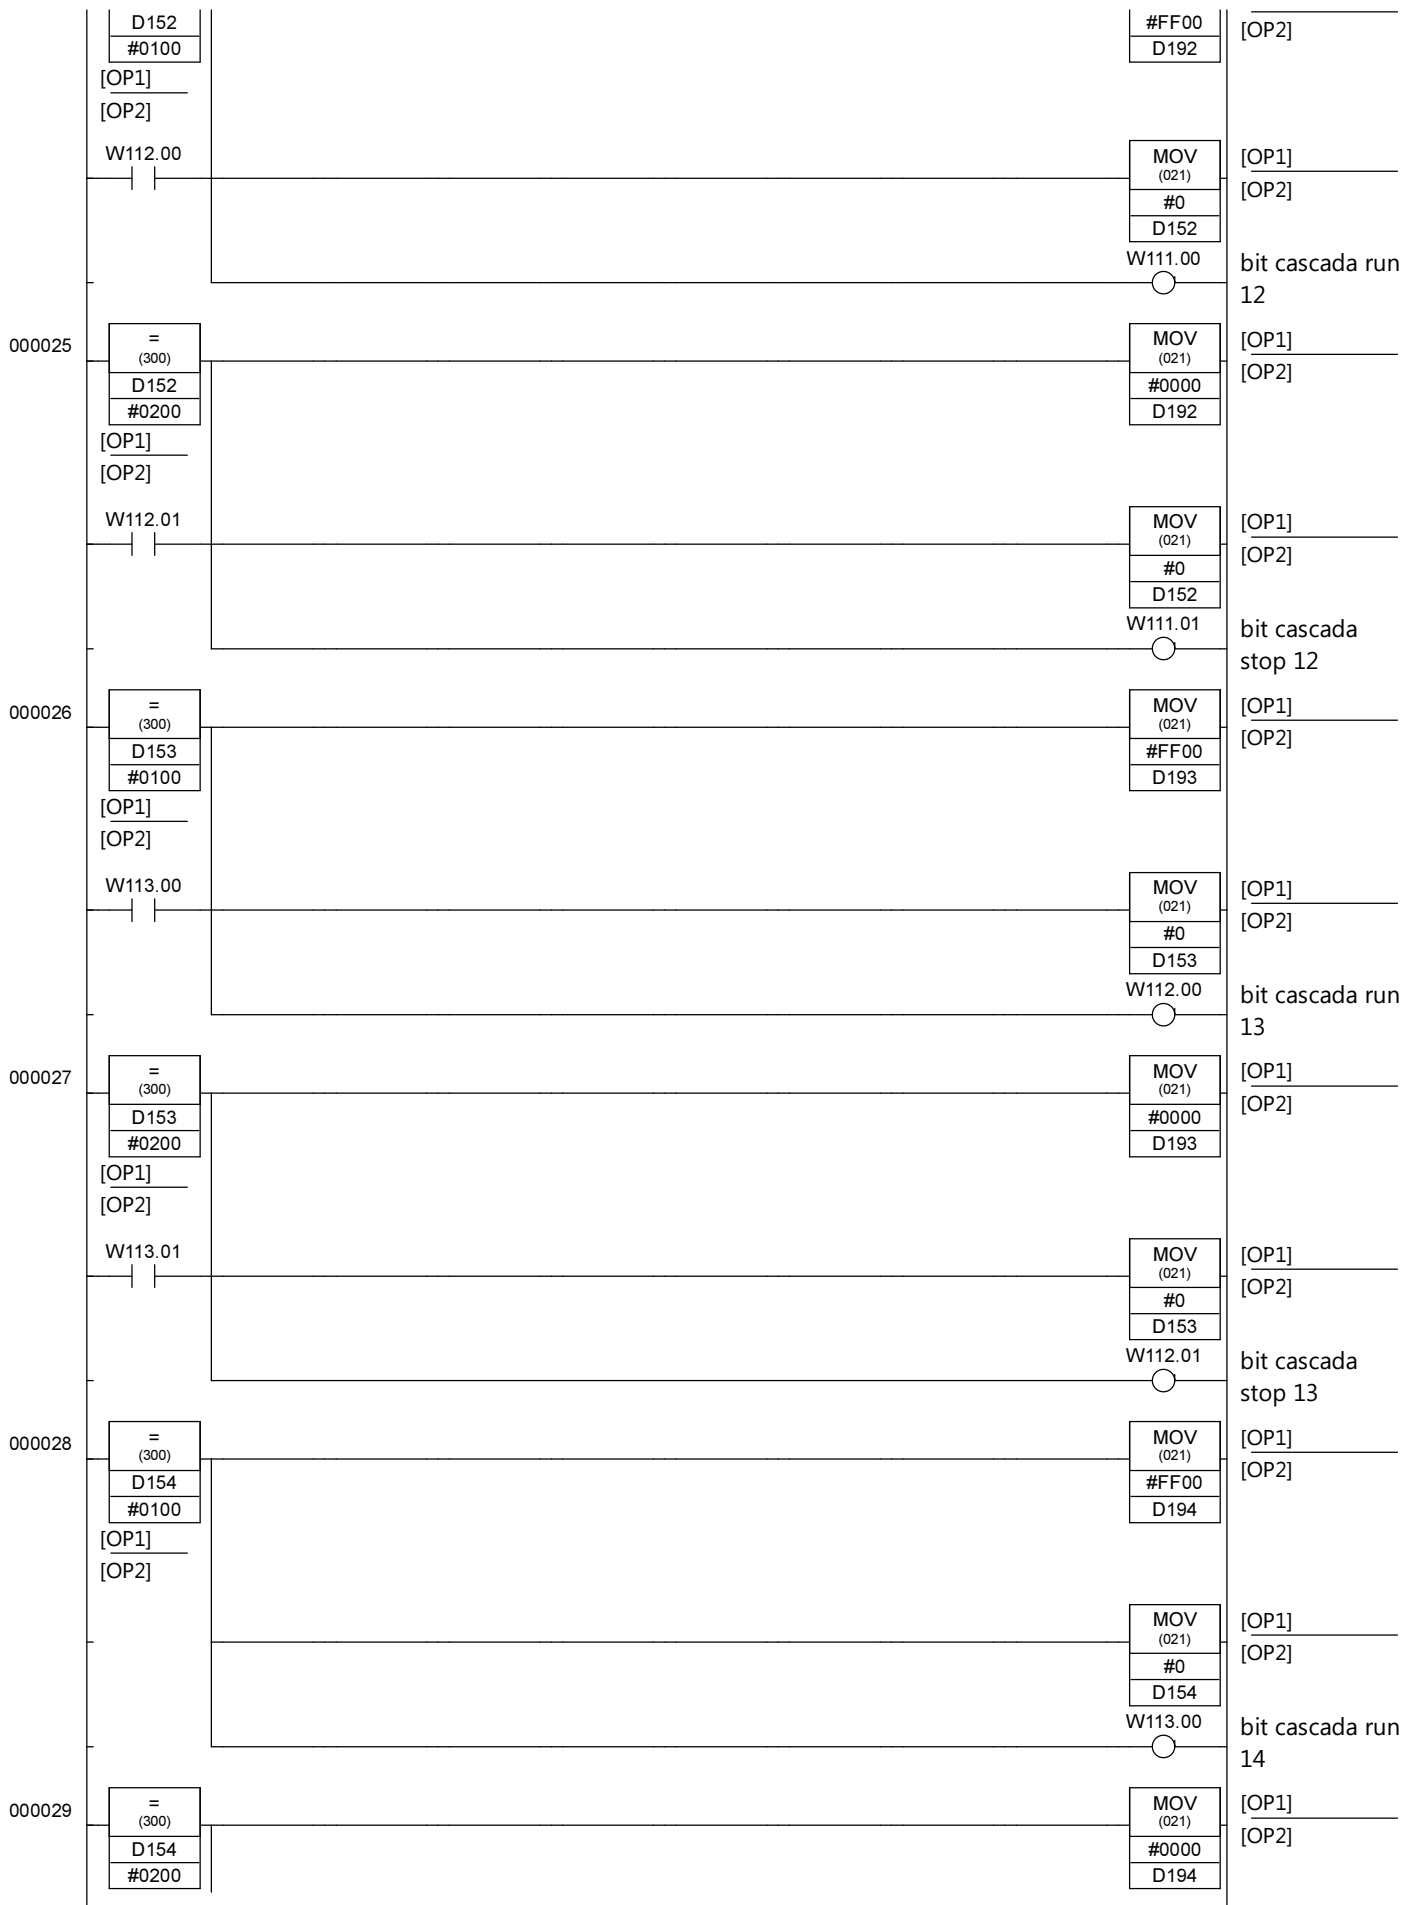 D152
#0100
[OP1]
[OP2]
#FF00
D192
[OP2]
W112.00
MOV
(021)
#0
D152
[OP1]
[OP2]
W111.00
bit cascada run
12
000025
=
(300)
D152
#0200
[OP1]
[OP2]
MOV
(021)
#0000
D192
[OP1]
[OP2]
W112.01
MOV
(021)
#0
D152
[OP1]
[OP2]
W111.01
bit cascada
stop 12
000026
=
(300)
D153
#0100
[OP1]
[OP2]
MOV
(021)
#FF00
D193
[OP1]
[OP2]
W113.00
MOV
(021)
#0
D153
[OP1]
[OP2]
W112.00
bit cascada run
13
000027
=
(300)
D153
#0200
[OP1]
[OP2]
MOV
(021)
#0000
D193
[OP1]
[OP2]
W113.01
MOV
(021)
#0
D153
[OP1]
[OP2]
W112.01
bit cascada
stop 13
000028
=
(300)
D154
#0100
[OP1]
[OP2]
MOV
(021)
#FF00
D194
[OP1]
[OP2]
MOV
(021)
#0
D154
[OP1]
[OP2]
W113.00
bit cascada run
14
000029
=
(300)
D154
#0200
MOV
(021)
#0000
D194
[OP1]
[OP2]